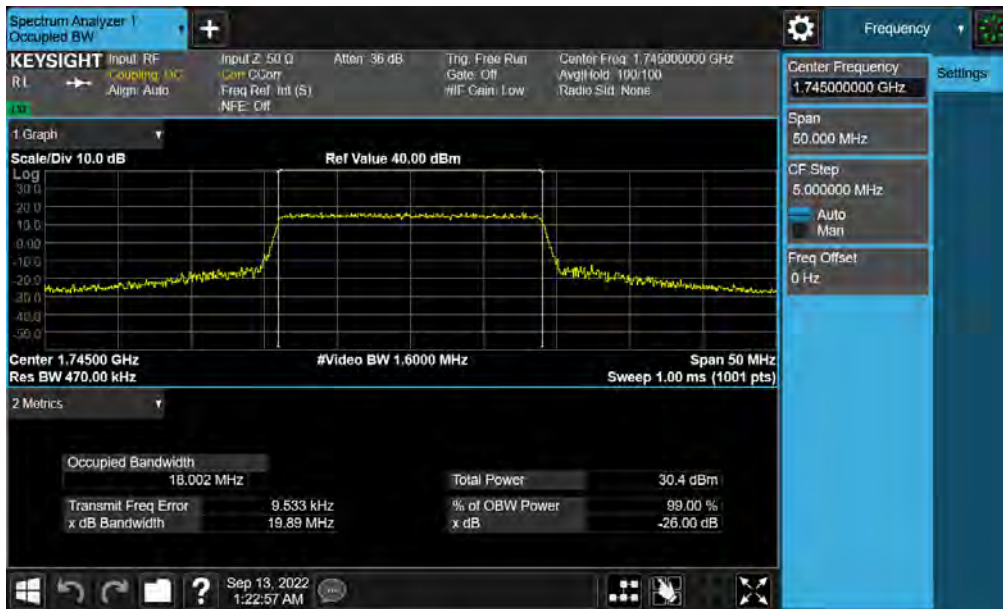 Spectrum Analyzer 1
Occupied BW
Frequency
KEYSIGHT
Input: RF
Coupling: DC
Align: Auto
Input Z: 50 Ω
Corr CCorr
Freq Ref: Int (S)
NFE: Off
Atten: 36 dB
Trig: Free Run
Gate: Off
#IF Gain: Low
Center Freq: 1.745000000 GHz
Avg|Hold: 100/100
Radio Std: None
R L
Center Frequency
1.745000000 GHz
Settings
Span
50.000 MHz
CF Step
5.000000 MHz
Auto
Man
Freq Offset
0 Hz
1 Graph
Scale/Div 10.0 dB
Ref Value 40.00 dBm
Log
30.0
20.0
10.0
0.00
-10.0
-20.0
-30.0
-40.0
-50.0
Center 1.74500 GHz
#Video BW 1.6000 MHz
Span 50 MHz
Res BW 470.00 kHz
Sweep 1.00 ms (1001 pts)
2 Metrics
Occupied Bandwidth
18.002 MHz
Total Power
30.4 dBm
Transmit Freq Error
9.533 kHz
% of OBW Power
99.00 %
x dB Bandwidth
19.89 MHz
x dB
-26.00 dB
?
Sep 13, 2022
1:22:57 AM